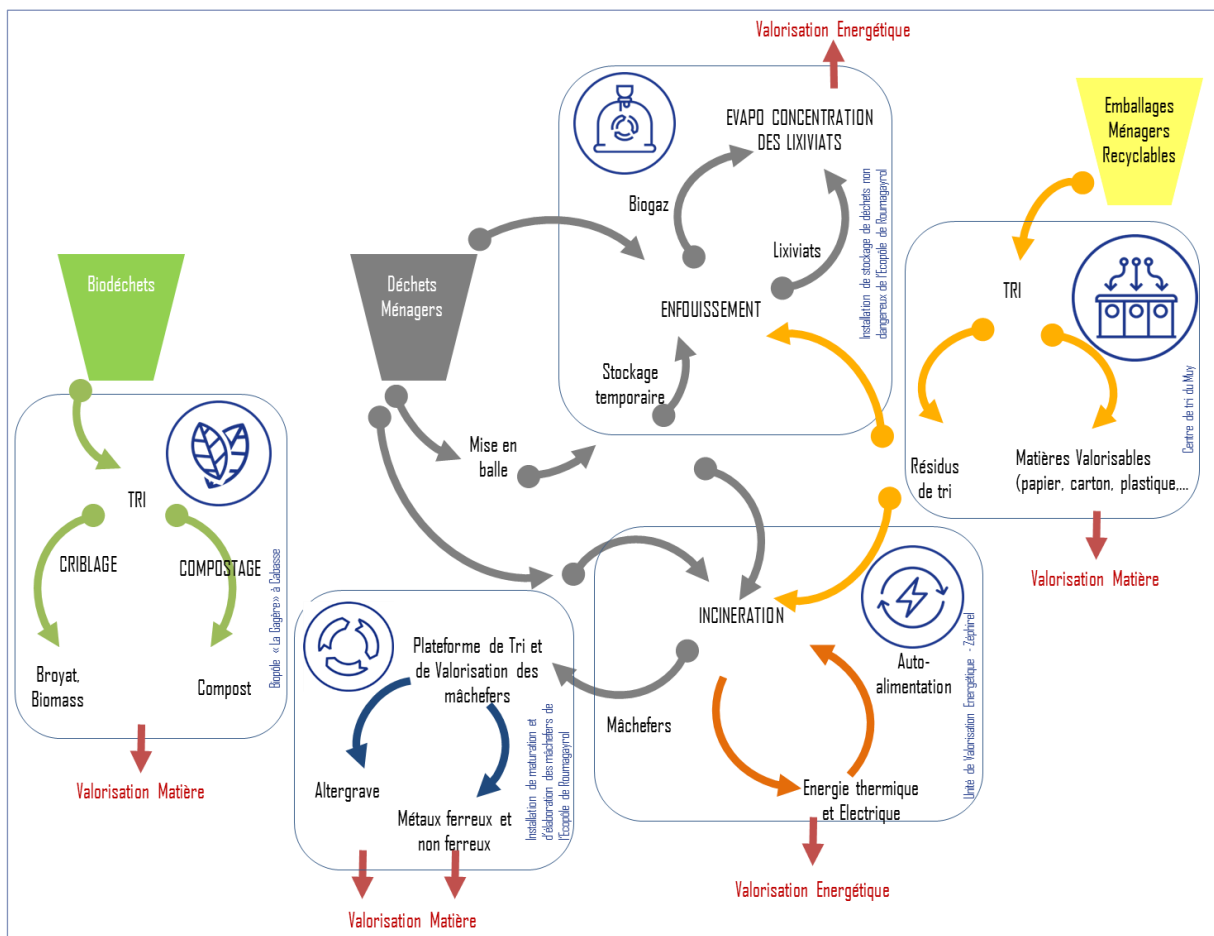 Valorisation Energétique
EVAPO CONCENTRATION
DES LIXIVIATS
Biogaz
Lixiviats
ENFOUISSEMENT
Stockage
temporaire
Installation de stockage de déchets non
dangereux de l'Ecopôle de Roumagayrol
Emballages
Ménagers
Recyclables
TRI
Résidus
de tri
Matières Valorisables
(papier, carton, plastique,...
Centre de tri du Muy
Valorisation Matière
Biodéchets
TRI
CRIBLAGE
COMPOSTAGE
Broyat,
Biomass
Compost
Biopôle « La Gagère» à Cabasse
Valorisation Matière
Déchets
Ménagers
Mise en
balle
INCINERATION
Auto-
alimentation
Mâchefers
Energie thermique
et Electrique
Unité de Valorisation Energétique - Zéphirel
Valorisation Energétique
Plateforme de Tri et
de Valorisation des
mâchefers
Altergrave
Métaux ferreux et
non ferreux
Installation de maturation et
d'élaboration des mâchefers de
l'Ecopôle de Roumagayrol
Valorisation Matière